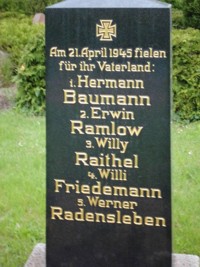 Am 21. April 1945 fielen
für ihr Vaterland:
1. Hermann
Baumann
2. Erwin
Ramlow
3. Willy
Raithel
4. Willi
Friedemann
5. Werner
Radensleben